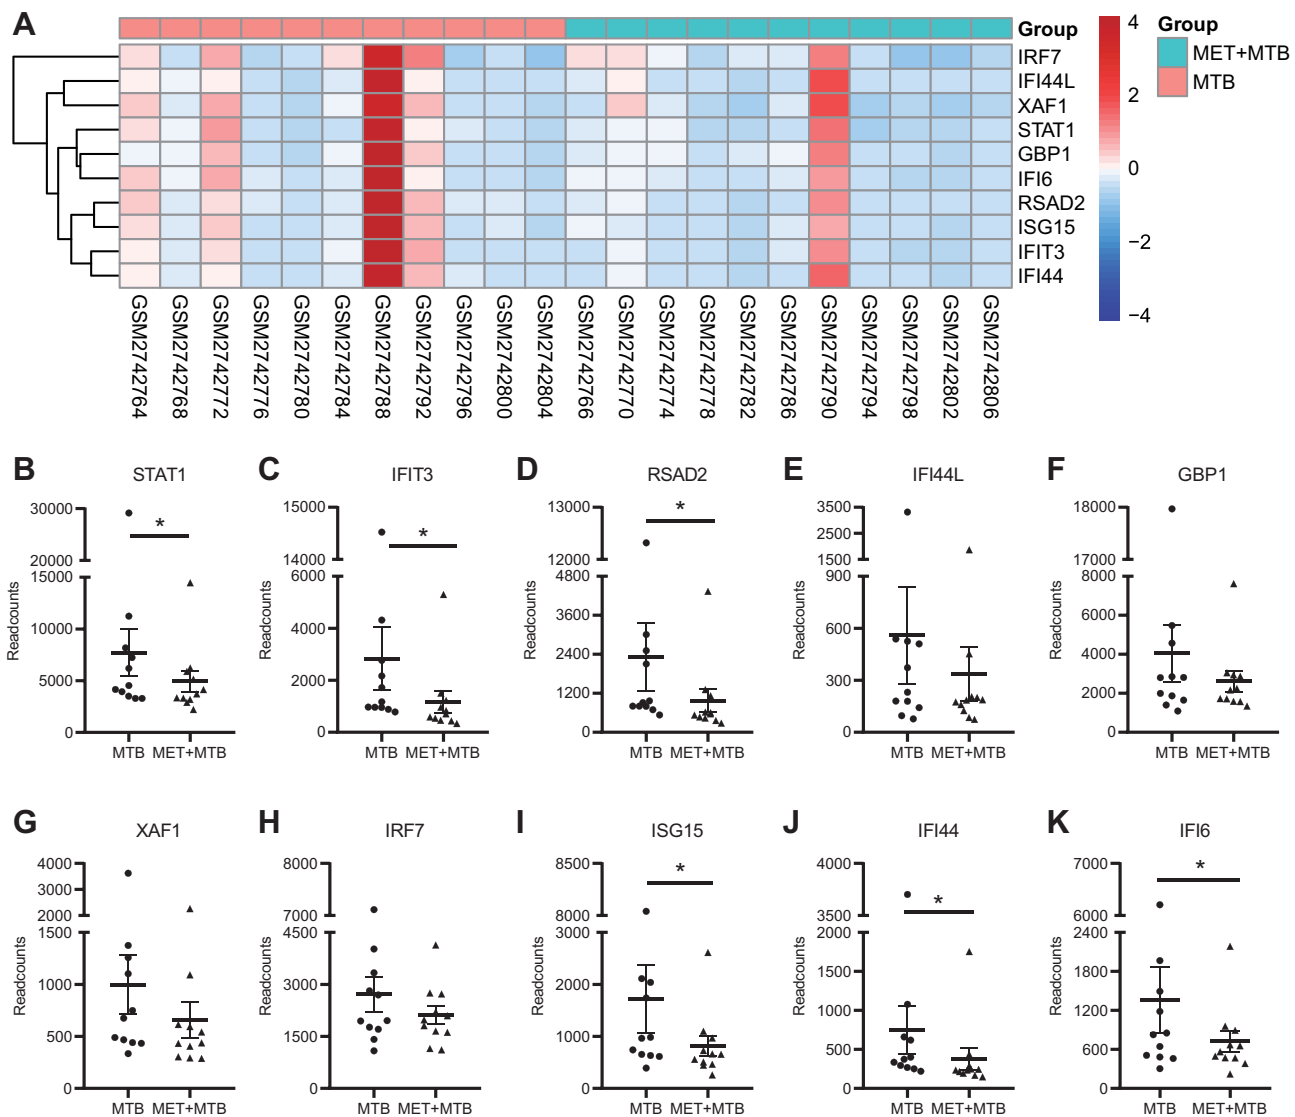 A
Group
IRF7
IFI44L
XAF1
STAT1
GBP1
IFI6
RSAD2
ISG15
IFIT3
IFI44
4
2
0
−2
−4
Group
MET+MTB
MTB
GSM2742764
GSM2742768
GSM2742772
GSM2742776
GSM2742780
GSM2742784
GSM2742788
GSM2742792
GSM2742796
GSM2742800
GSM2742804
GSM2742766
GSM2742770
GSM2742774
GSM2742778
GSM2742782
GSM2742786
GSM2742790
GSM2742794
GSM2742798
GSM2742802
GSM2742806
B
STAT1
30000
20000
15000
10000
5000
0
Readcounts
*
MTB MET+MTB
C
IFIT3
15000
14000
6000
4000
2000
0
Readcounts
*
MTB MET+MTB
D
RSAD2
13000
12000
4800
3600
2400
1200
0
Readcounts
*
MTB MET+MTB
E
IFI44L
3500
2500
1500
900
600
300
0
Readcounts
MTB MET+MTB
F
GBP1
18000
17000
8000
6000
4000
2000
0
Readcounts
MTB MET+MTB
G
XAF1
4000
3000
2000
1500
1000
500
0
Readcounts
MTB MET+MTB
H
IRF7
8000
7000
4500
3000
1500
0
Readcounts
MTB MET+MTB
I
ISG15
8500
8000
3000
2000
1000
0
Readcounts
*
MTB MET+MTB
J
IFI44
4000
3500
2000
1500
1000
500
0
Readcounts
*
MTB MET+MTB
K
IFI6
7000
6000
2400
1800
1200
600
0
Readcounts
*
MTB MET+MTB